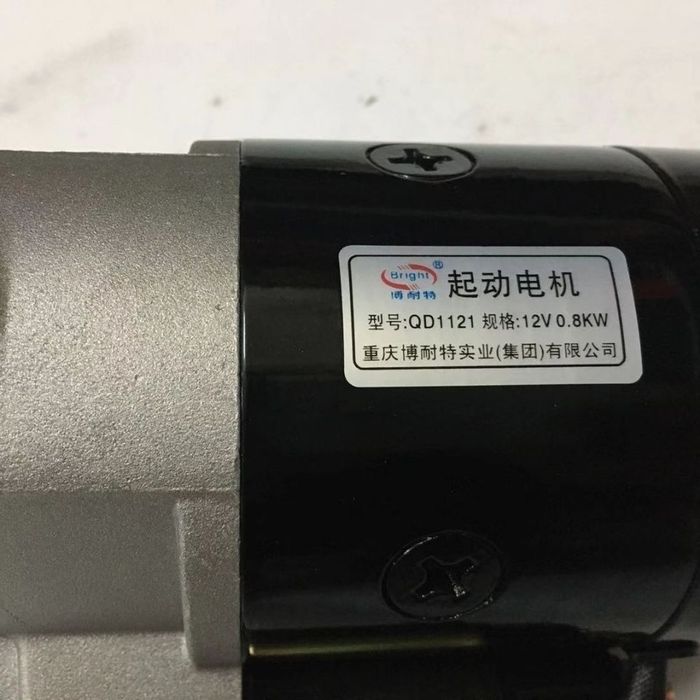 Bright® 起动电机
博耐特
型号:QD1121 规格:12V 0.8KW
重庆博耐特实业(集团)有限公司